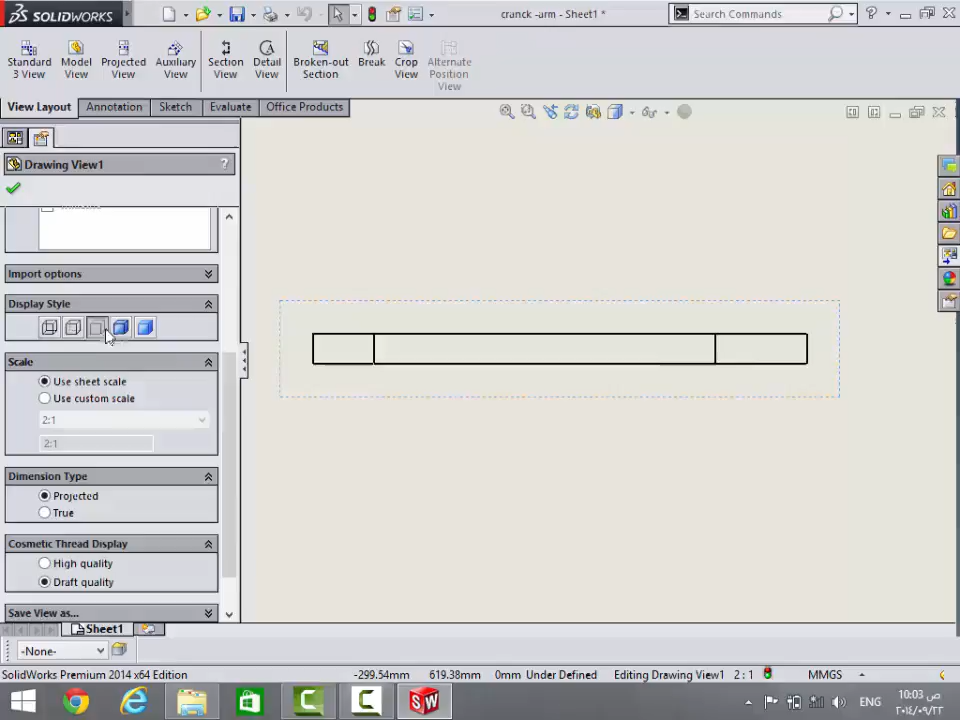 SOLIDWORKS
cranck -arm - Sheet1 *
Search Commands
Standard 3 View
Model View
Projected View
Auxiliary View
Section View
Detail View
Broken-out Section
Break
Crop View
Alternate Position View
View Layout
Annotation
Sketch
Evaluate
Office Products
Drawing View1
?
Import options
Display Style
Scale
Use sheet scale
Use custom scale
2:1
2:1
Dimension Type
Projected
True
Cosmetic Thread Display
High quality
Draft quality
Save View as...
Sheet1
-None-
SolidWorks Premium 2014 x64 Edition
-299.54mm
619.38mm
0mm
Under Defined
Editing Drawing View1
2 : 1
MMGS
ENG
10:03 ص
٢٠١٤/٠٩/٢٢